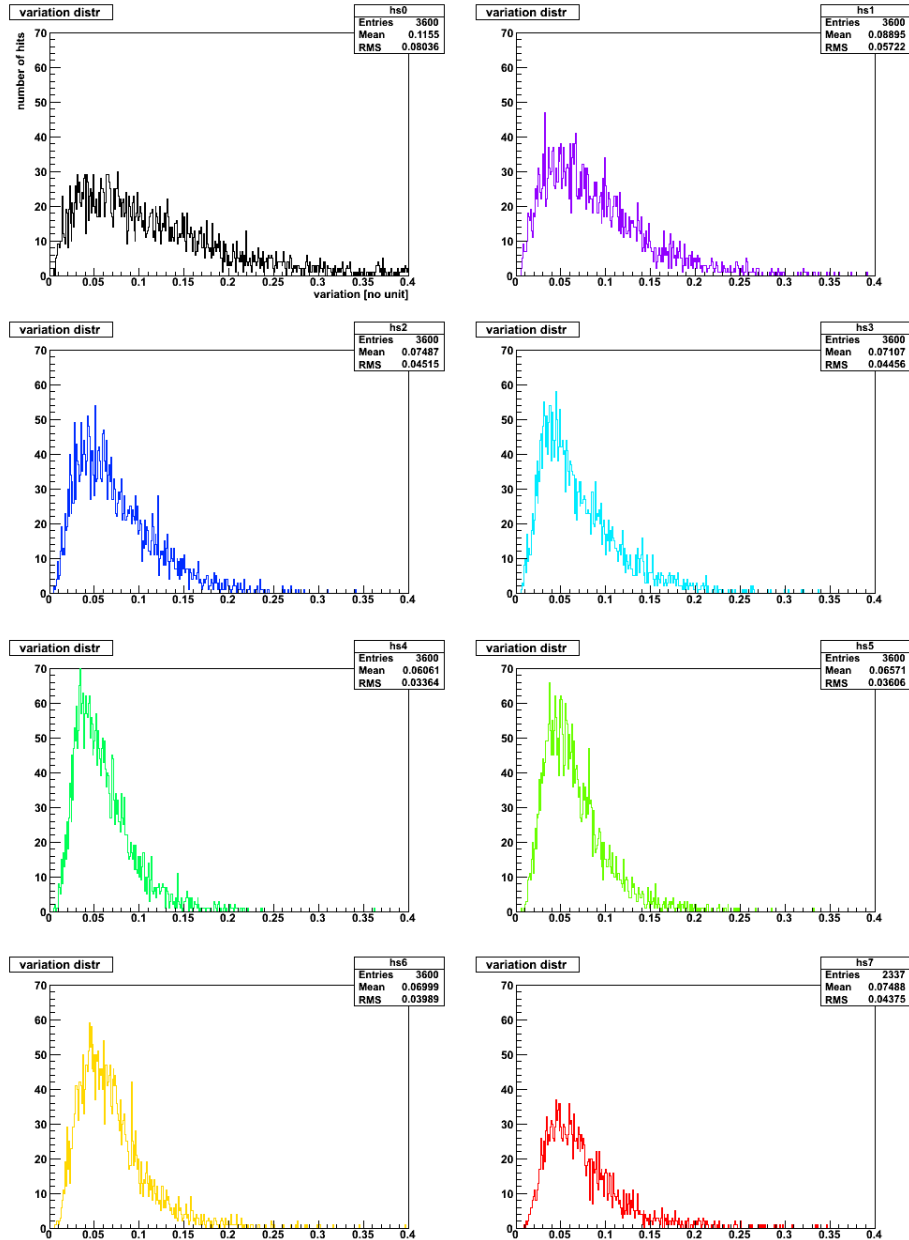 variation distr
hs0
Entries 3600
Mean 0.1155
RMS 0.08036
number of hits
70
60
50
40
30
20
10
0
0.05 0.1 0.15 0.2 0.25 0.3 0.35 0.4
variation [no unit]
variation distr
hs1
Entries 3600
Mean 0.08895
RMS 0.05722
70
60
50
40
30
20
10
0
0 0.05 0.1 0.15 0.2 0.25 0.3 0.35 0.4
variation distr
hs2
Entries 3600
Mean 0.07487
RMS 0.04515
70
60
50
40
30
20
10
0
0.05 0.1 0.15 0.2 0.25 0.3 0.35 0.4
variation distr
hs3
Entries 3600
Mean 0.07107
RMS 0.04456
70
60
50
40
30
20
10
0
0 0.05 0.1 0.15 0.2 0.25 0.3 0.35 0.4
variation distr
hs4
Entries 3600
Mean 0.06061
RMS 0.03364
70
60
50
40
30
20
10
0
0.05 0.1 0.15 0.2 0.25 0.3 0.35 0.4
variation distr
hs5
Entries 3600
Mean 0.06571
RMS 0.03606
70
60
50
40
30
20
10
0
0 0.05 0.1 0.15 0.2 0.25 0.3 0.35 0.4
variation distr
hs6
Entries 3600
Mean 0.06999
RMS 0.03989
70
60
50
40
30
20
10
0
0.05 0.1 0.15 0.2 0.25 0.3 0.35 0.4
variation distr
hs7
Entries 2337
Mean 0.07488
RMS 0.04375
70
60
50
40
30
20
10
0
0 0.05 0.1 0.15 0.2 0.25 0.3 0.35 0.4